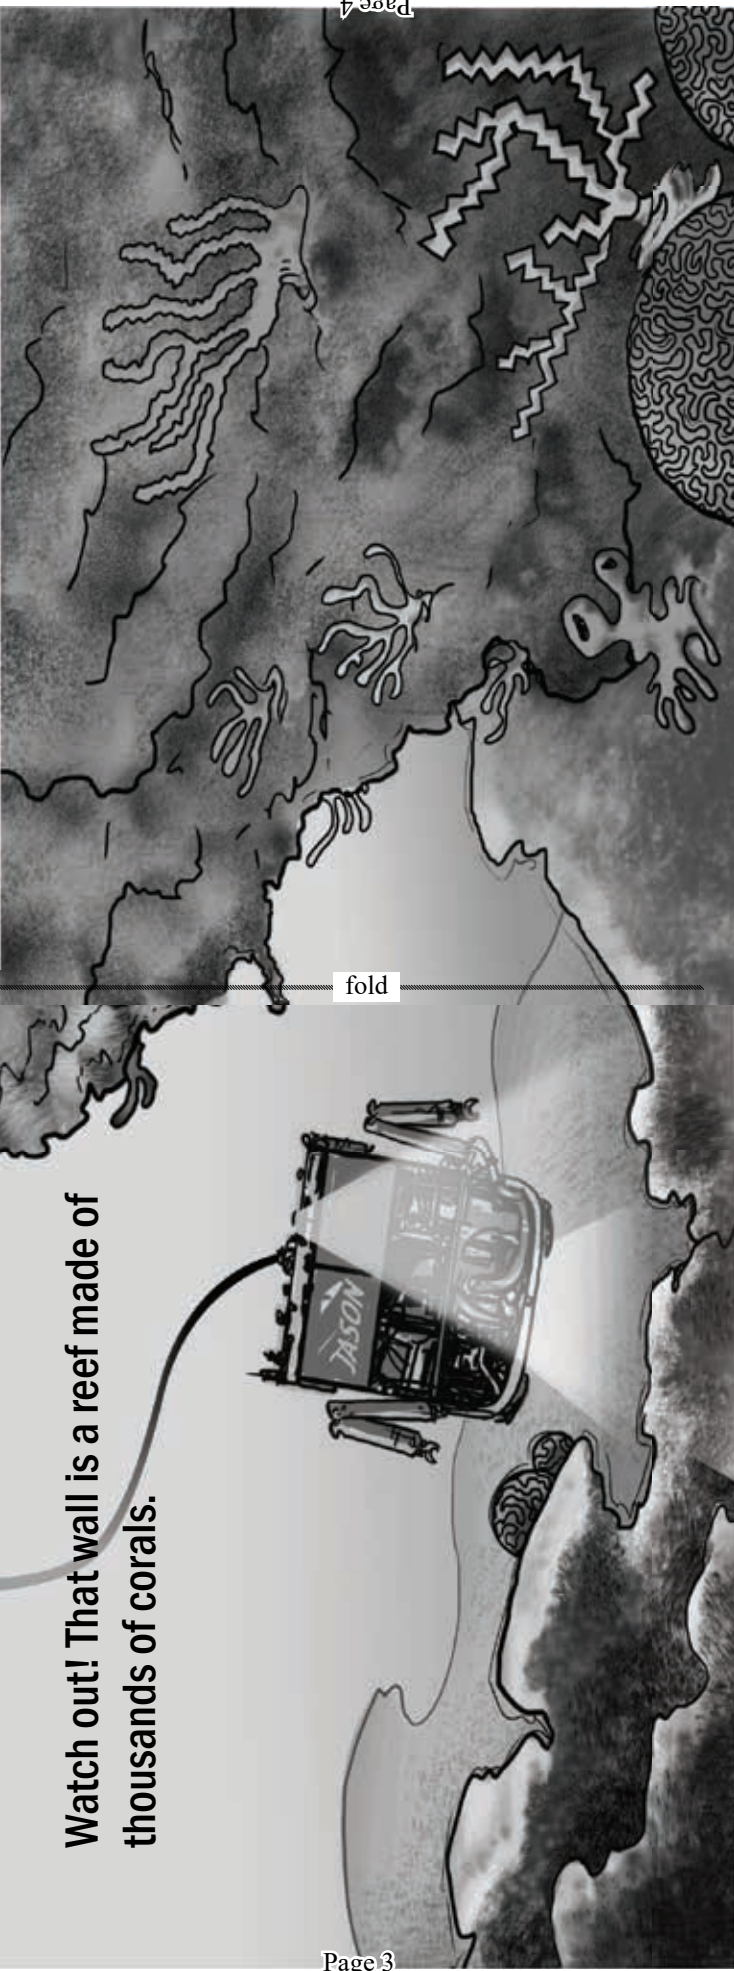 Page 4
fold
Watch out! That wall is a reef made of
thousands of corals.
JASON
Page 3